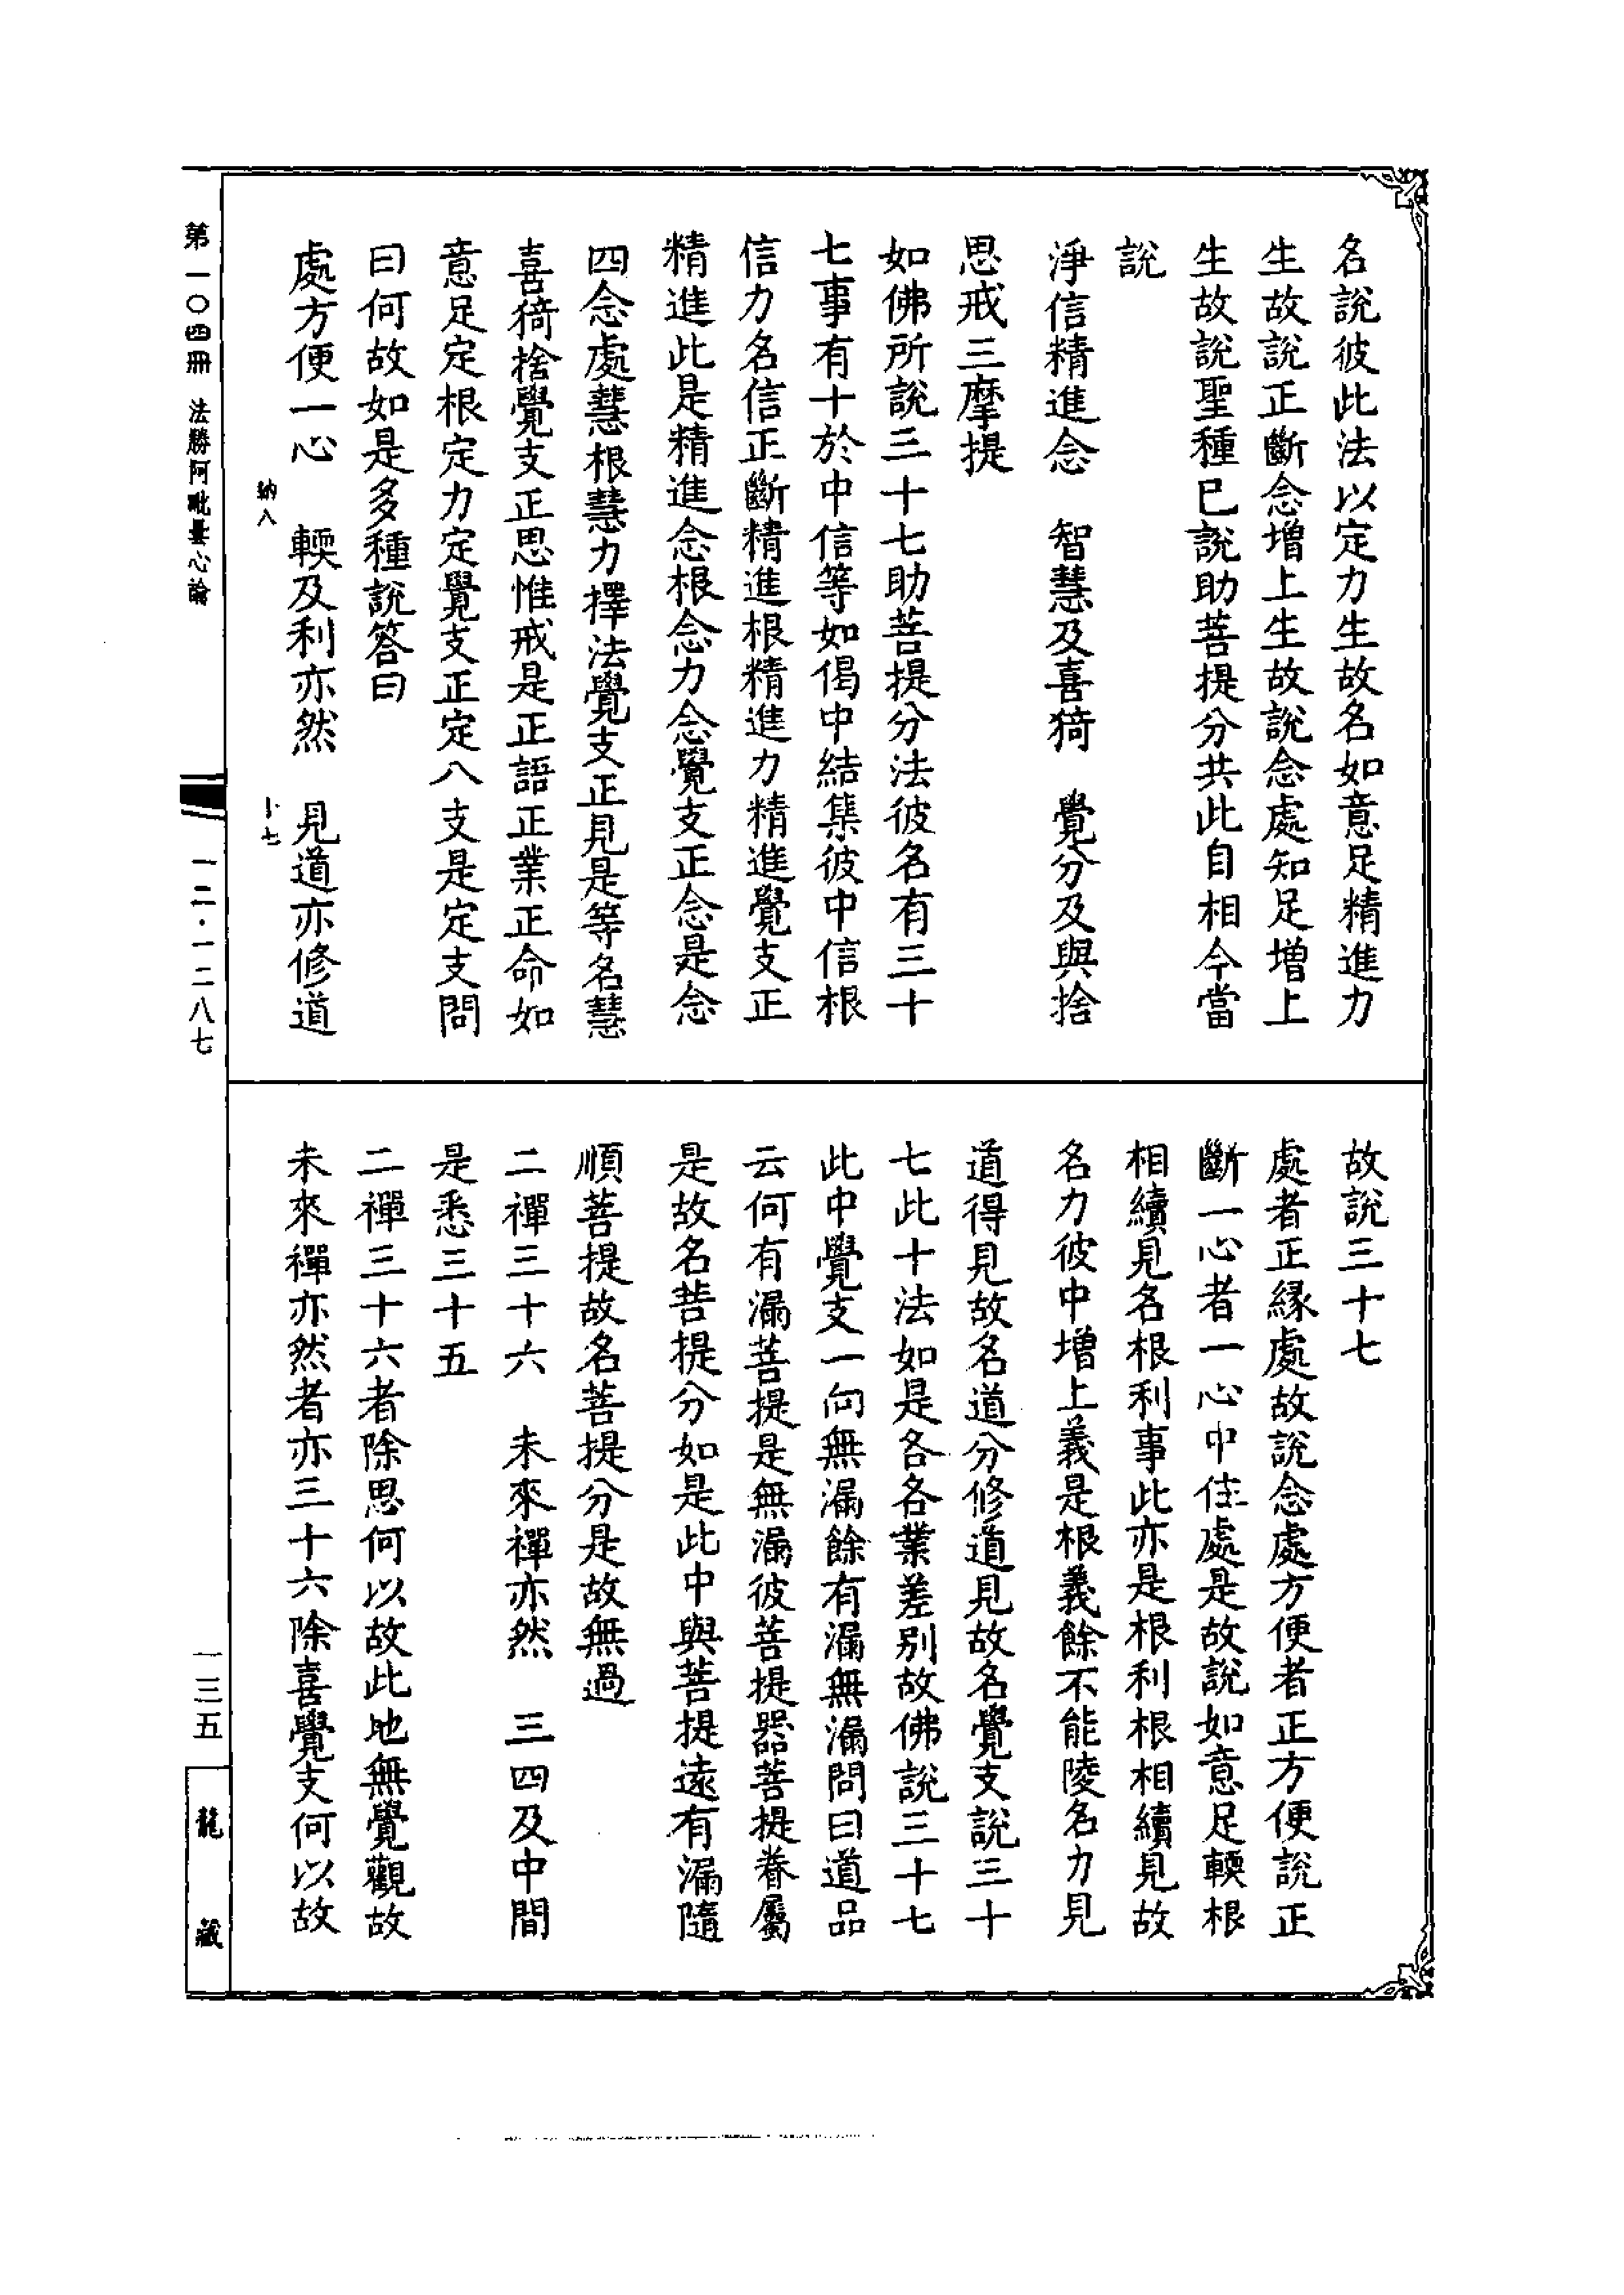 名說彼此法以定力生故名如意足精進力
生故說正斷念增上生故說念處知足增上
生故說聖種已說助菩提分共此自相今當
說
淨信精進念　智慧及喜猗　覺分及與捨
思戒三摩提
如佛所說三十七助菩提分法彼名有三十
七事有十於中信等如偈中結集彼中信根
信力名信正斷精進根精進力精進覺支正
精進此是精進念根念力念覺支正念是念
四念處慧根慧力擇法覺支正見是等名慧
喜猗捨覺支正思惟戒是正語正業正命如
意足定根定力定覺支正定八支是定支問
曰何故如是多種說答曰
處方便一心　輭及利亦然　見道亦修道
故說三十七
處者正緣處故說念處方便者正方便說正
斷一心者一心中住處是故說如意足輭根
相續見名根利事此亦是根利根相續見故
名力彼中增上義是根義餘不能陵名力見
道得見故名道分修道見故名覺支說三十
七此十法如是各各業差別故佛說三十七
此中覺支一向無漏餘有漏無漏問曰道品
云何有漏菩提是無漏彼菩提器菩提眷屬
是故名菩提分如是此中與菩提遠有漏隨
順菩提故名菩提分是故無過
二禪三十六　未來禪亦然　三四及中間
是悉三十五
二禪三十六者除思何以故此地無覺觀故
未來禪亦然者亦三十六除喜覺支何以故
第一〇四冊　法勝阿毗曇心論
一二·一二八七
一三五
龍藏